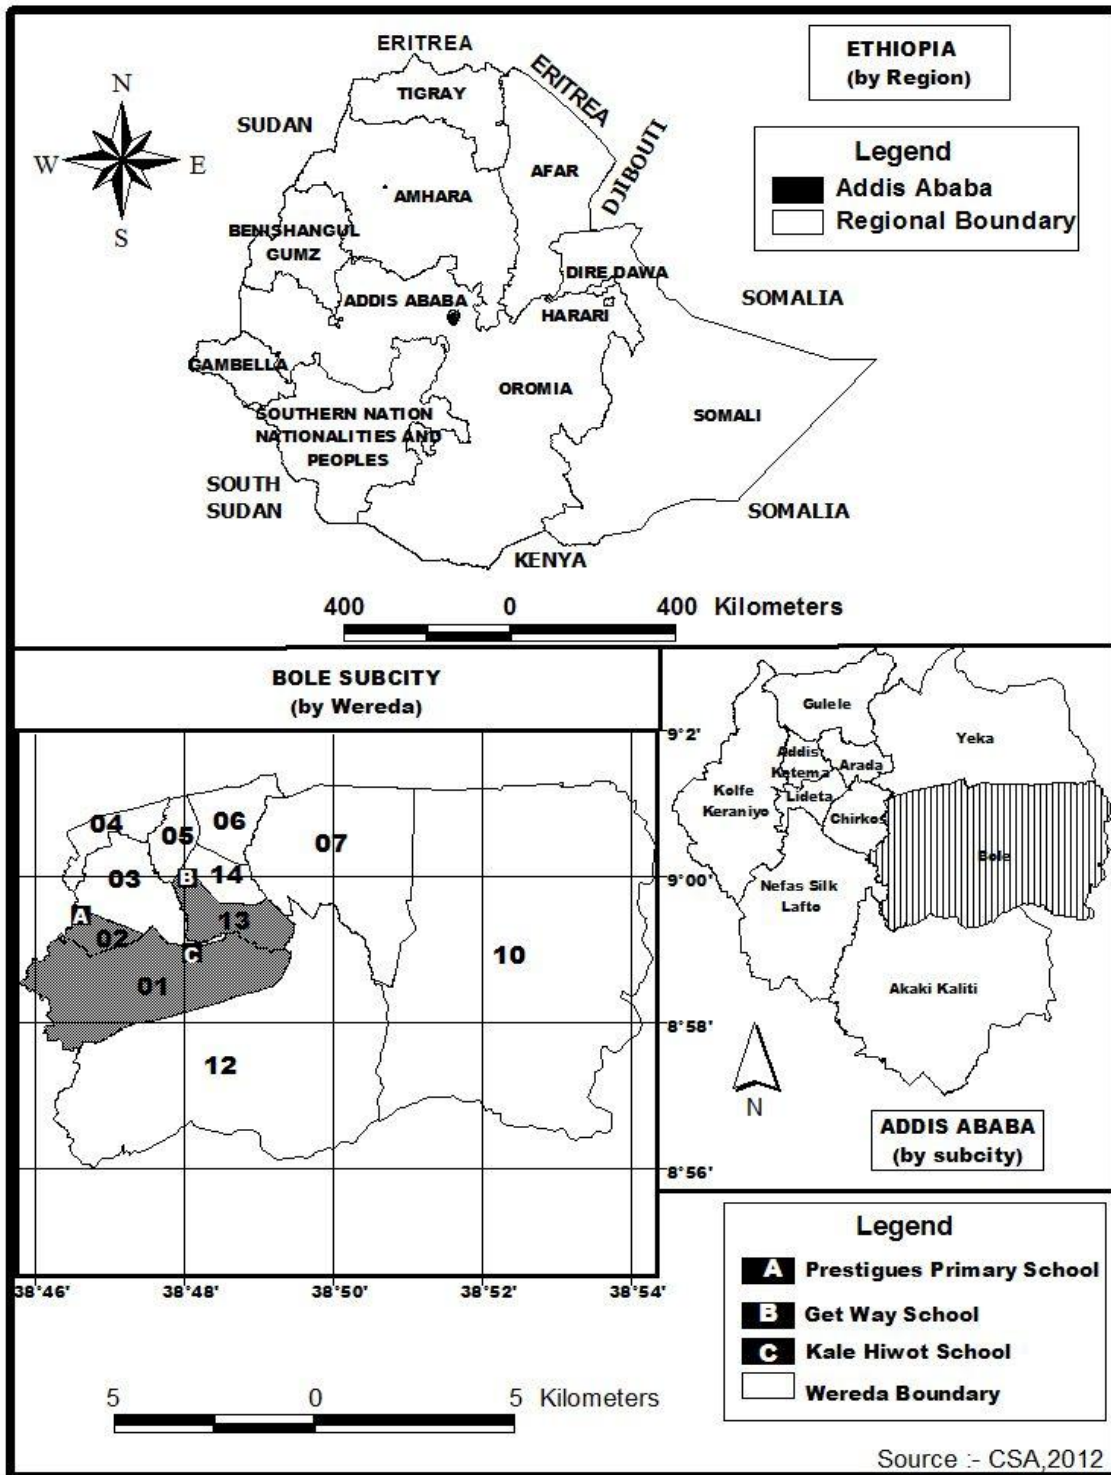 ERITREA
ETHIOPIA
(by Region)
ERITREA
N
TIGRAY
SUDAN
DJIBOUTI
Legend
W
E
AFAR
Addis Ababa
AMHARA
Regional Boundary
S
BENISHANGUL
GUMZ
DIRE DAWA
SOMALIA
ADDIS ABABA
HARARI
GAMBELLA
OROMIA
SOUTHERN NATION
NATIONALITIES AND
PEOPLES
SOMALI
SOUTH
SUDAN
SOMALIA
KENYA
400 0 400 Kilometers
BOLE SUBCITY
(by Wereda)
04
05
06
07
03
B
14
A
02
13
C
01
10
12
9°2'
9°00'
8°58'
8°56'
38°46' 38°48' 38°50' 38°52' 38°54'
5 0 5 Kilometers
Gulele
Yeka
Addis
Ketema
Arada
Kolfe
Keraniyo
Lideta
Chirkos
Bole
Nefas Silk
Lafto
Akaki Kaliti
N
ADDIS ABABA
(by subcity)
Legend
A Prestigues Primary School
B Get Way School
C Kale Hiwot School
Wereda Boundary
Source :- CSA,2012